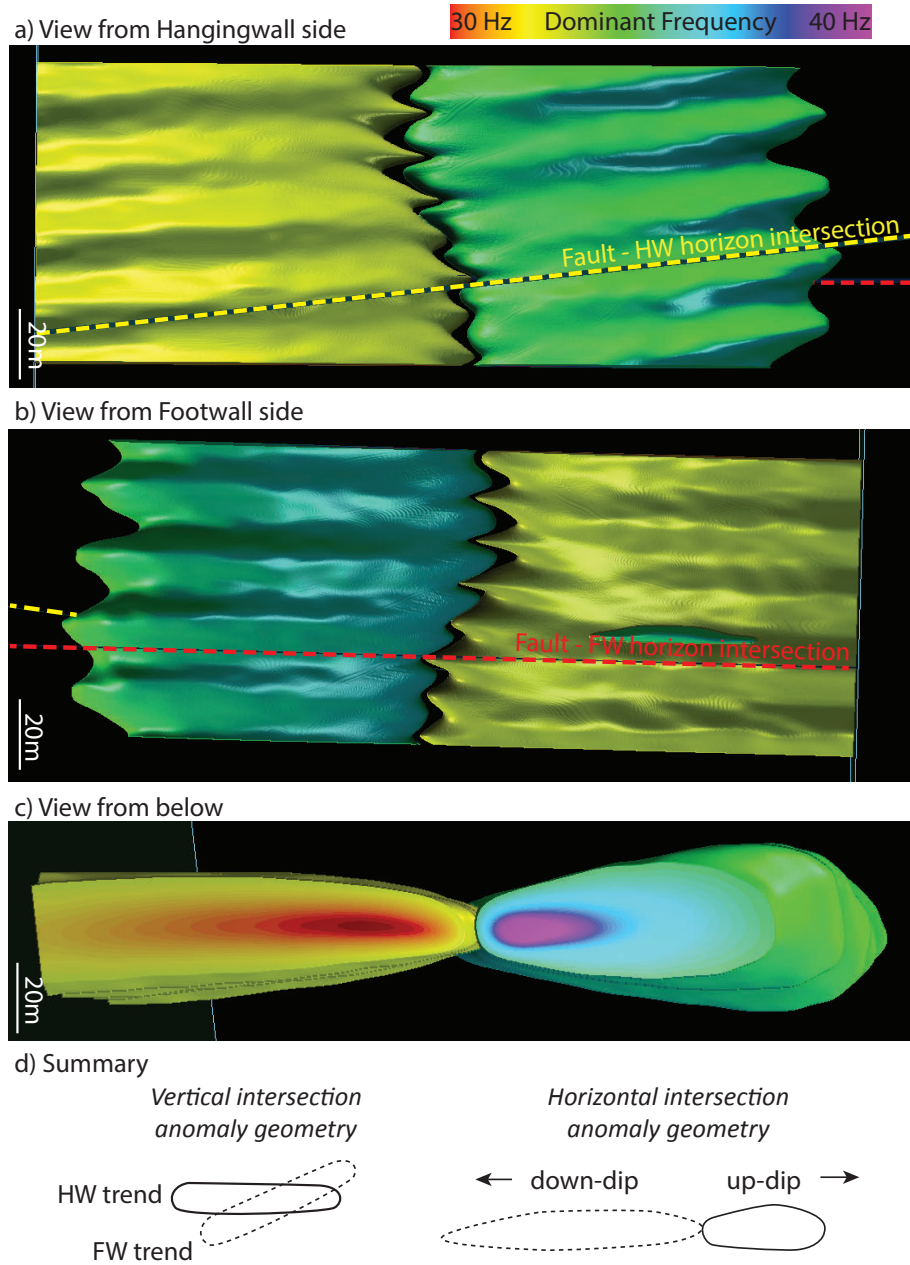 a) View from Hangingwall side
30 Hz Dominant Frequency 40 Hz
Fault - HW horizon intersection
20m
b) View from Footwall side
Fault - FW horizon intersection
20m
c) View from below
20m
d) Summary
Vertical intersection
anomaly geometry
Horizontal intersection
anomaly geometry
HW trend
FW trend
down-dip
up-dip